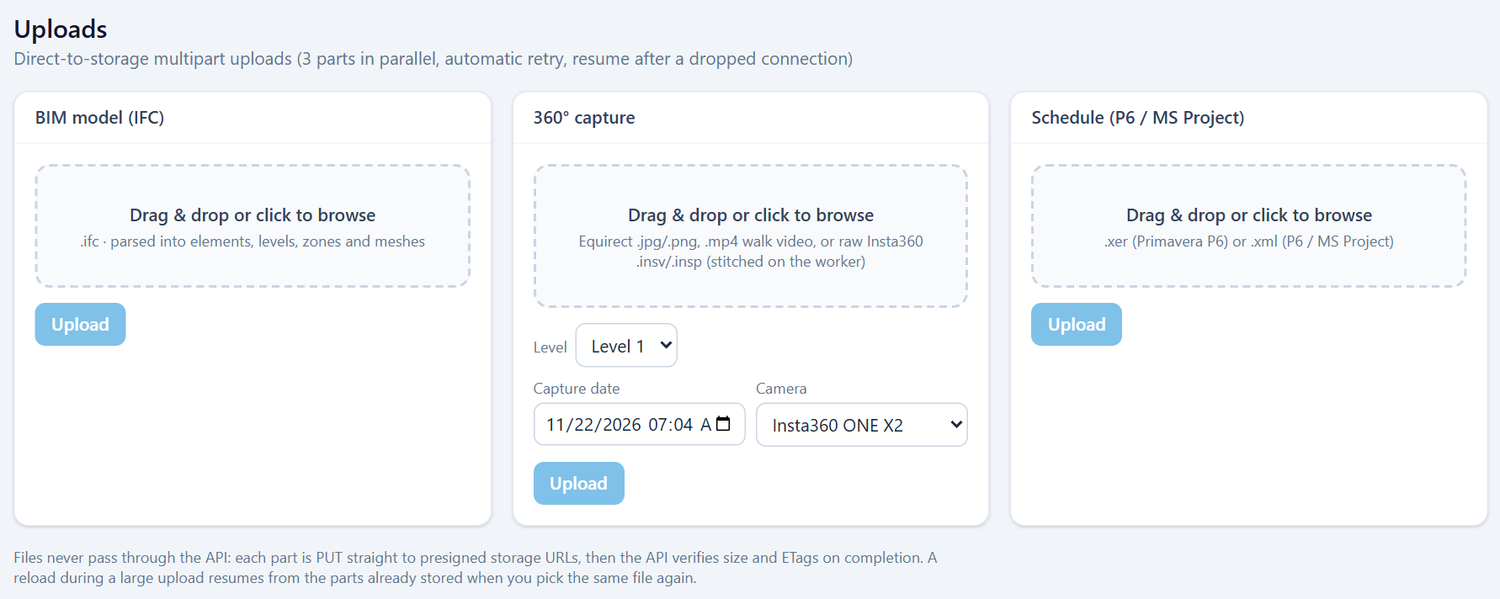 Uploads
Direct-to-storage multipart uploads (3 parts in parallel, automatic retry, resume after a dropped connection)
BIM model (IFC)
Drag & drop or click to browse
.ifc · parsed into elements, levels, zones and meshes
Upload
360° capture
Drag & drop or click to browse
Equirect .jpg/.png, .mp4 walk video, or raw Insta360
.insv/.insp (stitched on the worker)
Level
Level 1
Capture date
Camera
11/22/2026 07:04 A
Insta360 ONE X2
Upload
Schedule (P6 / MS Project)
Drag & drop or click to browse
.xer (Primavera P6) or .xml (P6 / MS Project)
Upload
Files never pass through the API: each part is PUT straight to presigned storage URLs, then the API verifies size and ETags on completion. A
reload during a large upload resumes from the parts already stored when you pick the same file again.